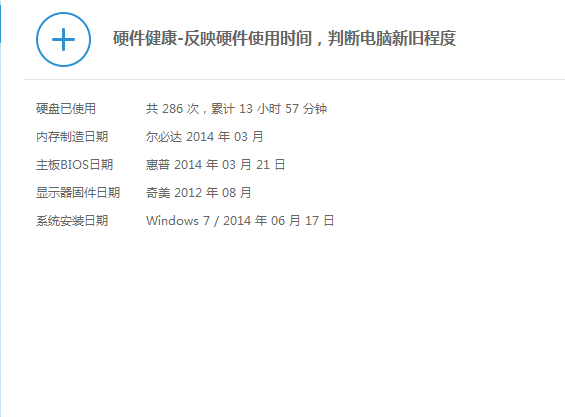 硬件健康-反映硬件使用时间，判断电脑新旧程度
硬盘已使用 共 286 次，累计 13 小时 57 分钟
内存制造日期 尔必达 2014 年 03 月
主板BIOS日期 惠普 2014 年 03 月 21 日
显示器固件日期 奇美 2012 年 08 月
系统安装日期 Windows 7 / 2014 年 06 月 17 日